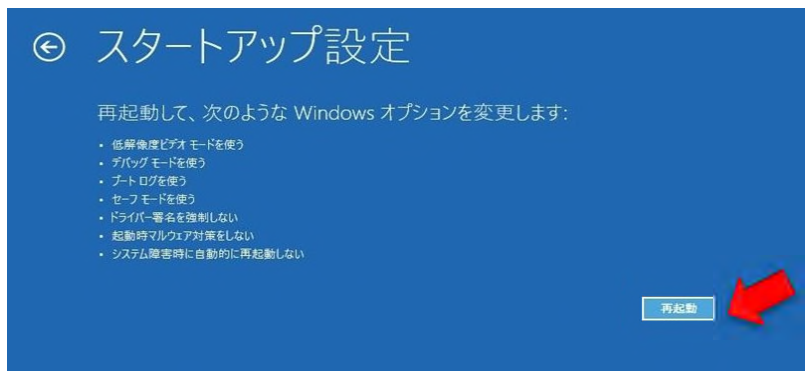 スタートアップ設定
再起動して、次のような Windows オプションを変更します:
• 低解像度ビデオ モードを使う
• デバッグ モードを使う
• ブート ログを使う
• セーフ モードを使う
• ドライバー署名を強制しない
• 起動時マルウェア対策をしない
• システム障害時に自動的に再起動しない
再起動